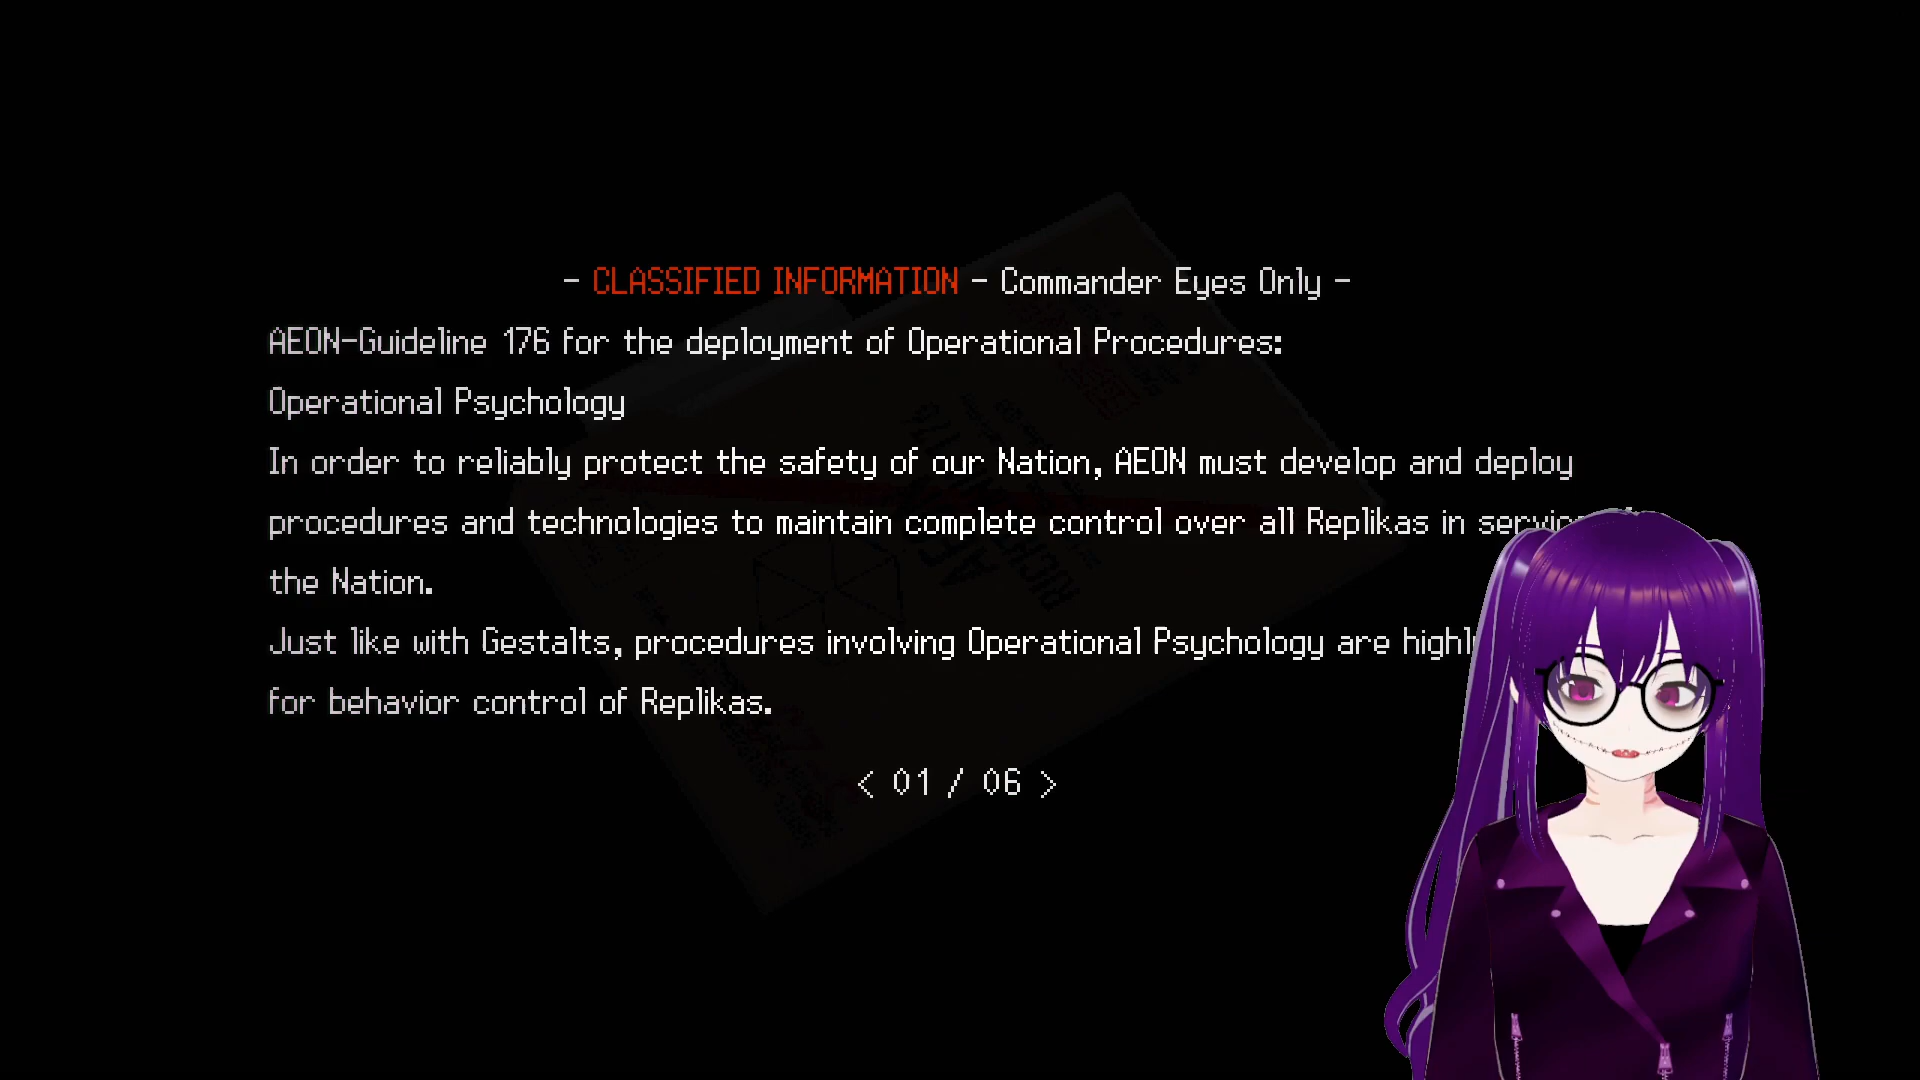 - CLASSIFIED INFORMATION - Commander Eyes Only -
AEON-Guideline 176 for the deployment of Operational Procedures:
Operational Psychology
In order to reliably protect the safety of our Nation, AEON must develop and deploy
procedures and technologies to maintain complete control over all Replikas in
the Nation.
Just like with Gestalts, procedures involving Operational Psychology are
for behavior control of Replikas.
< 01 / 06 >